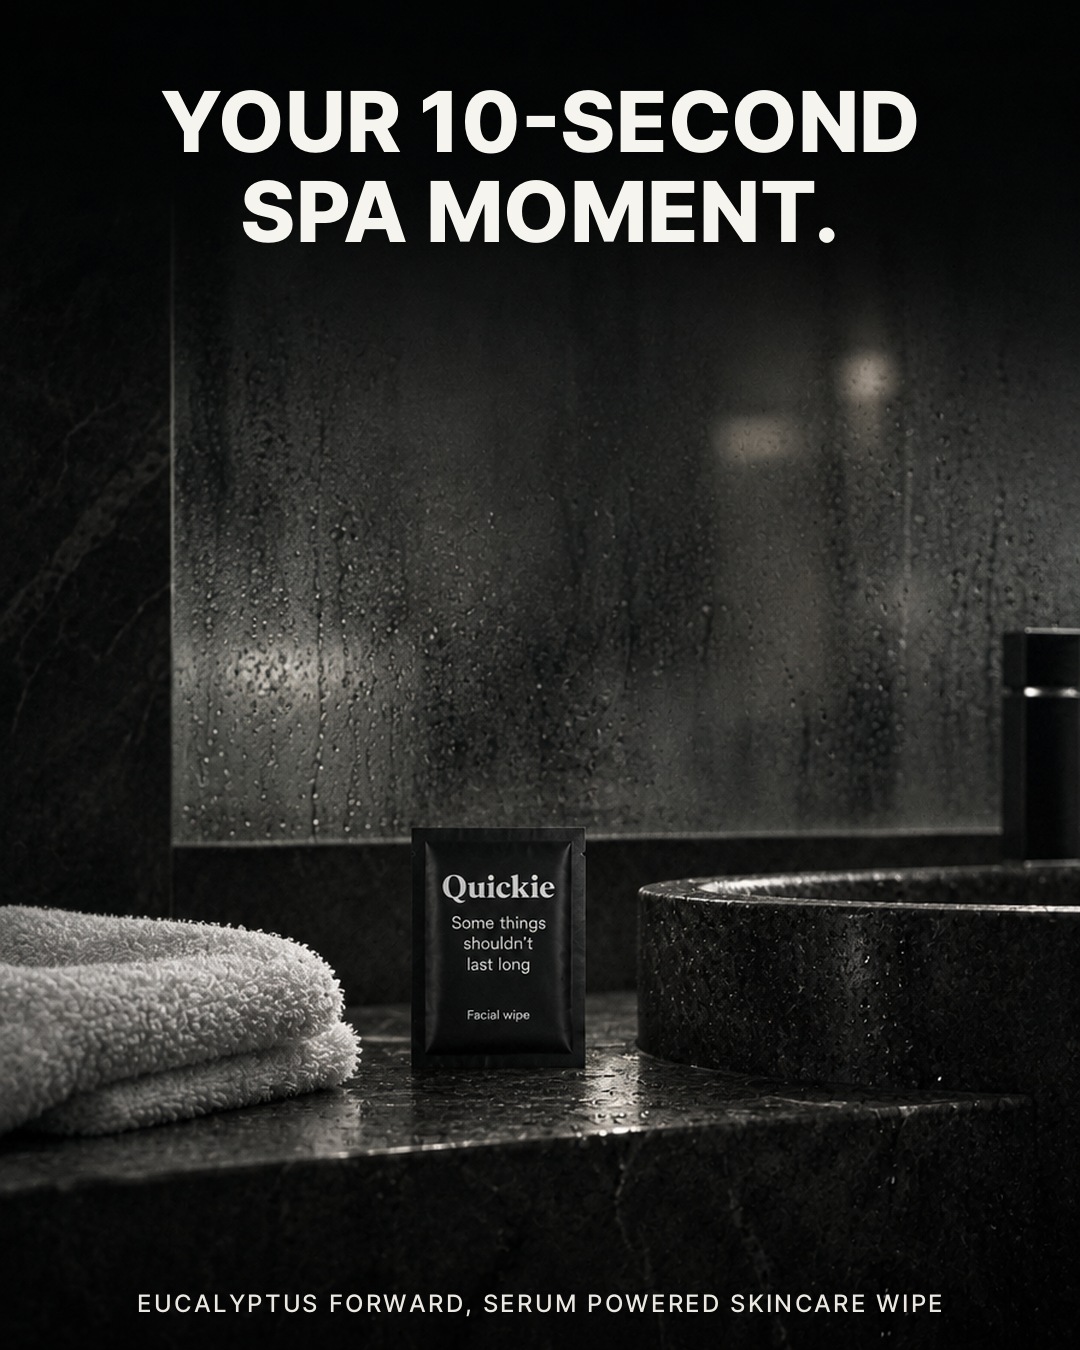 YOUR 10-SECOND
SPA MOMENT.
Quickie
Some things
shouldn't
last long
Facial wipe
EUCALYPTUS FORWARD, SERUM POWERED SKINCARE WIPE